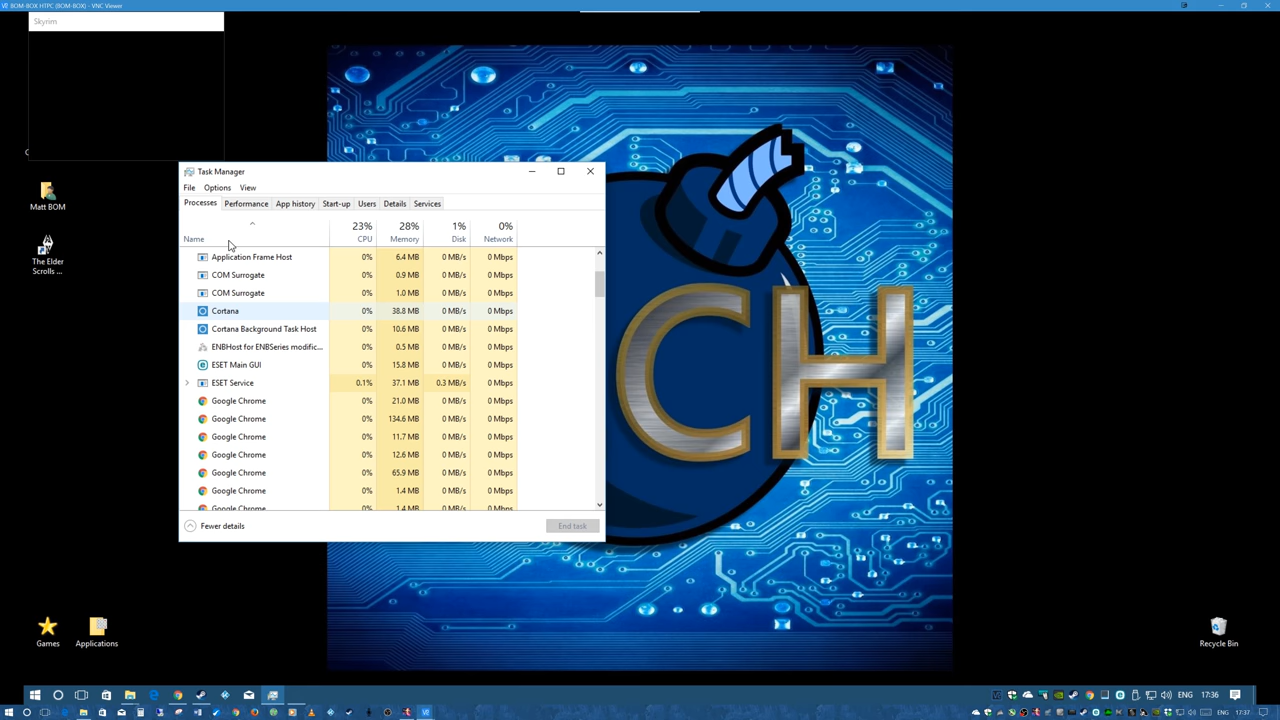 BOM-BOX HTPC (BOM-BOX) - VNC Viewer
Skyrim
Matt BOM
The Elder
Scrolls ...
Task Manager
File Options View
Processes Performance App history Start-up Users Details Services
23% 28% 1% 0%
Name CPU Memory Disk Network
Application Frame Host 0% 6.4 MB 0 MB/s 0 Mbps
COM Surrogate 0% 0.9 MB 0 MB/s 0 Mbps
COM Surrogate 0% 1.0 MB 0 MB/s 0 Mbps
Cortana 0% 38.8 MB 0 MB/s 0 Mbps
Cortana Background Task Host 0% 10.6 MB 0 MB/s 0 Mbps
ENBHost for ENBSeries modific... 0% 0.5 MB 0 MB/s 0 Mbps
ESET Main GUI 0% 15.8 MB 0 MB/s 0 Mbps
ESET Service 0.1% 37.1 MB 0.3 MB/s 0 Mbps
Google Chrome 0% 21.0 MB 0 MB/s 0 Mbps
Google Chrome 0% 134.6 MB 0 MB/s 0 Mbps
Google Chrome 0% 11.7 MB 0 MB/s 0 Mbps
Google Chrome 0% 12.6 MB 0 MB/s 0 Mbps
Google Chrome 0% 65.9 MB 0 MB/s 0 Mbps
Google Chrome 0% 1.4 MB 0 MB/s 0 Mbps
Google Chrome 0% 1.4 MB 0 MB/s 0 Mbps
Fewer details End task
CH
Games Applications
Recycle Bin
ENG 17:36
ENG 17:37